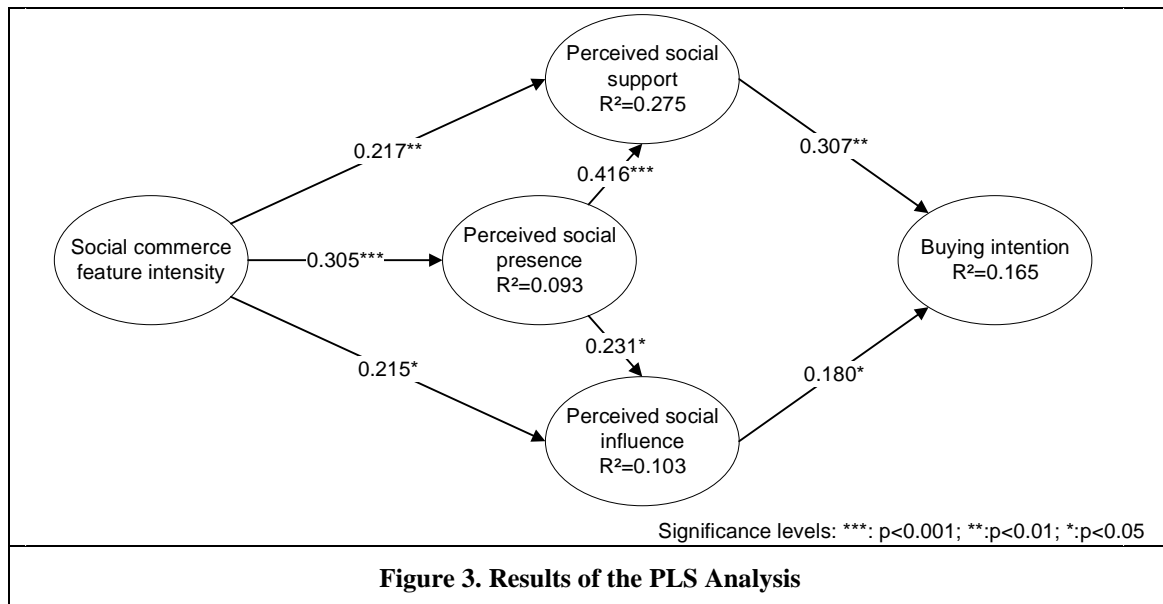 Perceived social
support
R²=0.275
0.217**
0.307**
0.416***
Social commerce
feature intensity
0.305***
Perceived social
presence
R²=0.093
Buying intention
R²=0.165
0.231*
0.215*
0.180*
Perceived social
influence
R²=0.103
Significance levels: ***: p<0.001; **:p<0.01; *:p<0.05
Figure 3. Results of the PLS Analysis